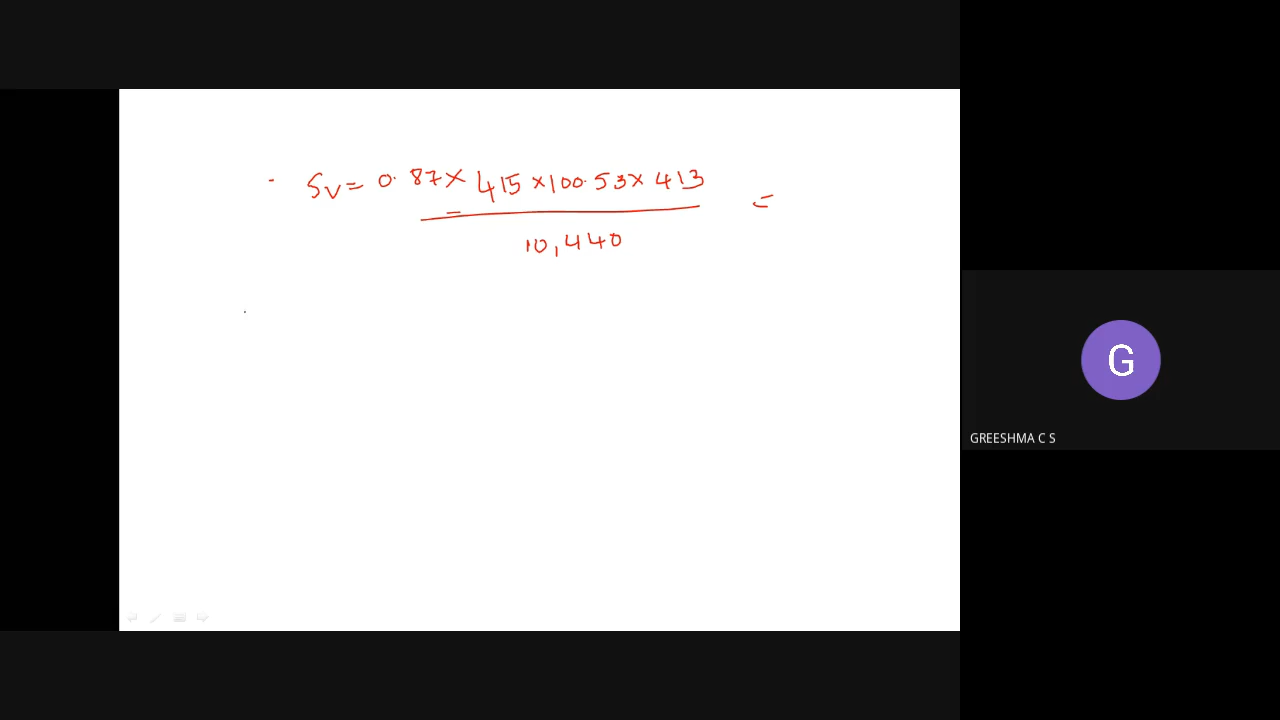 Sv = 0.87 × 415 × 100.53 × 413 =
10,440
G
GREESHMA C S